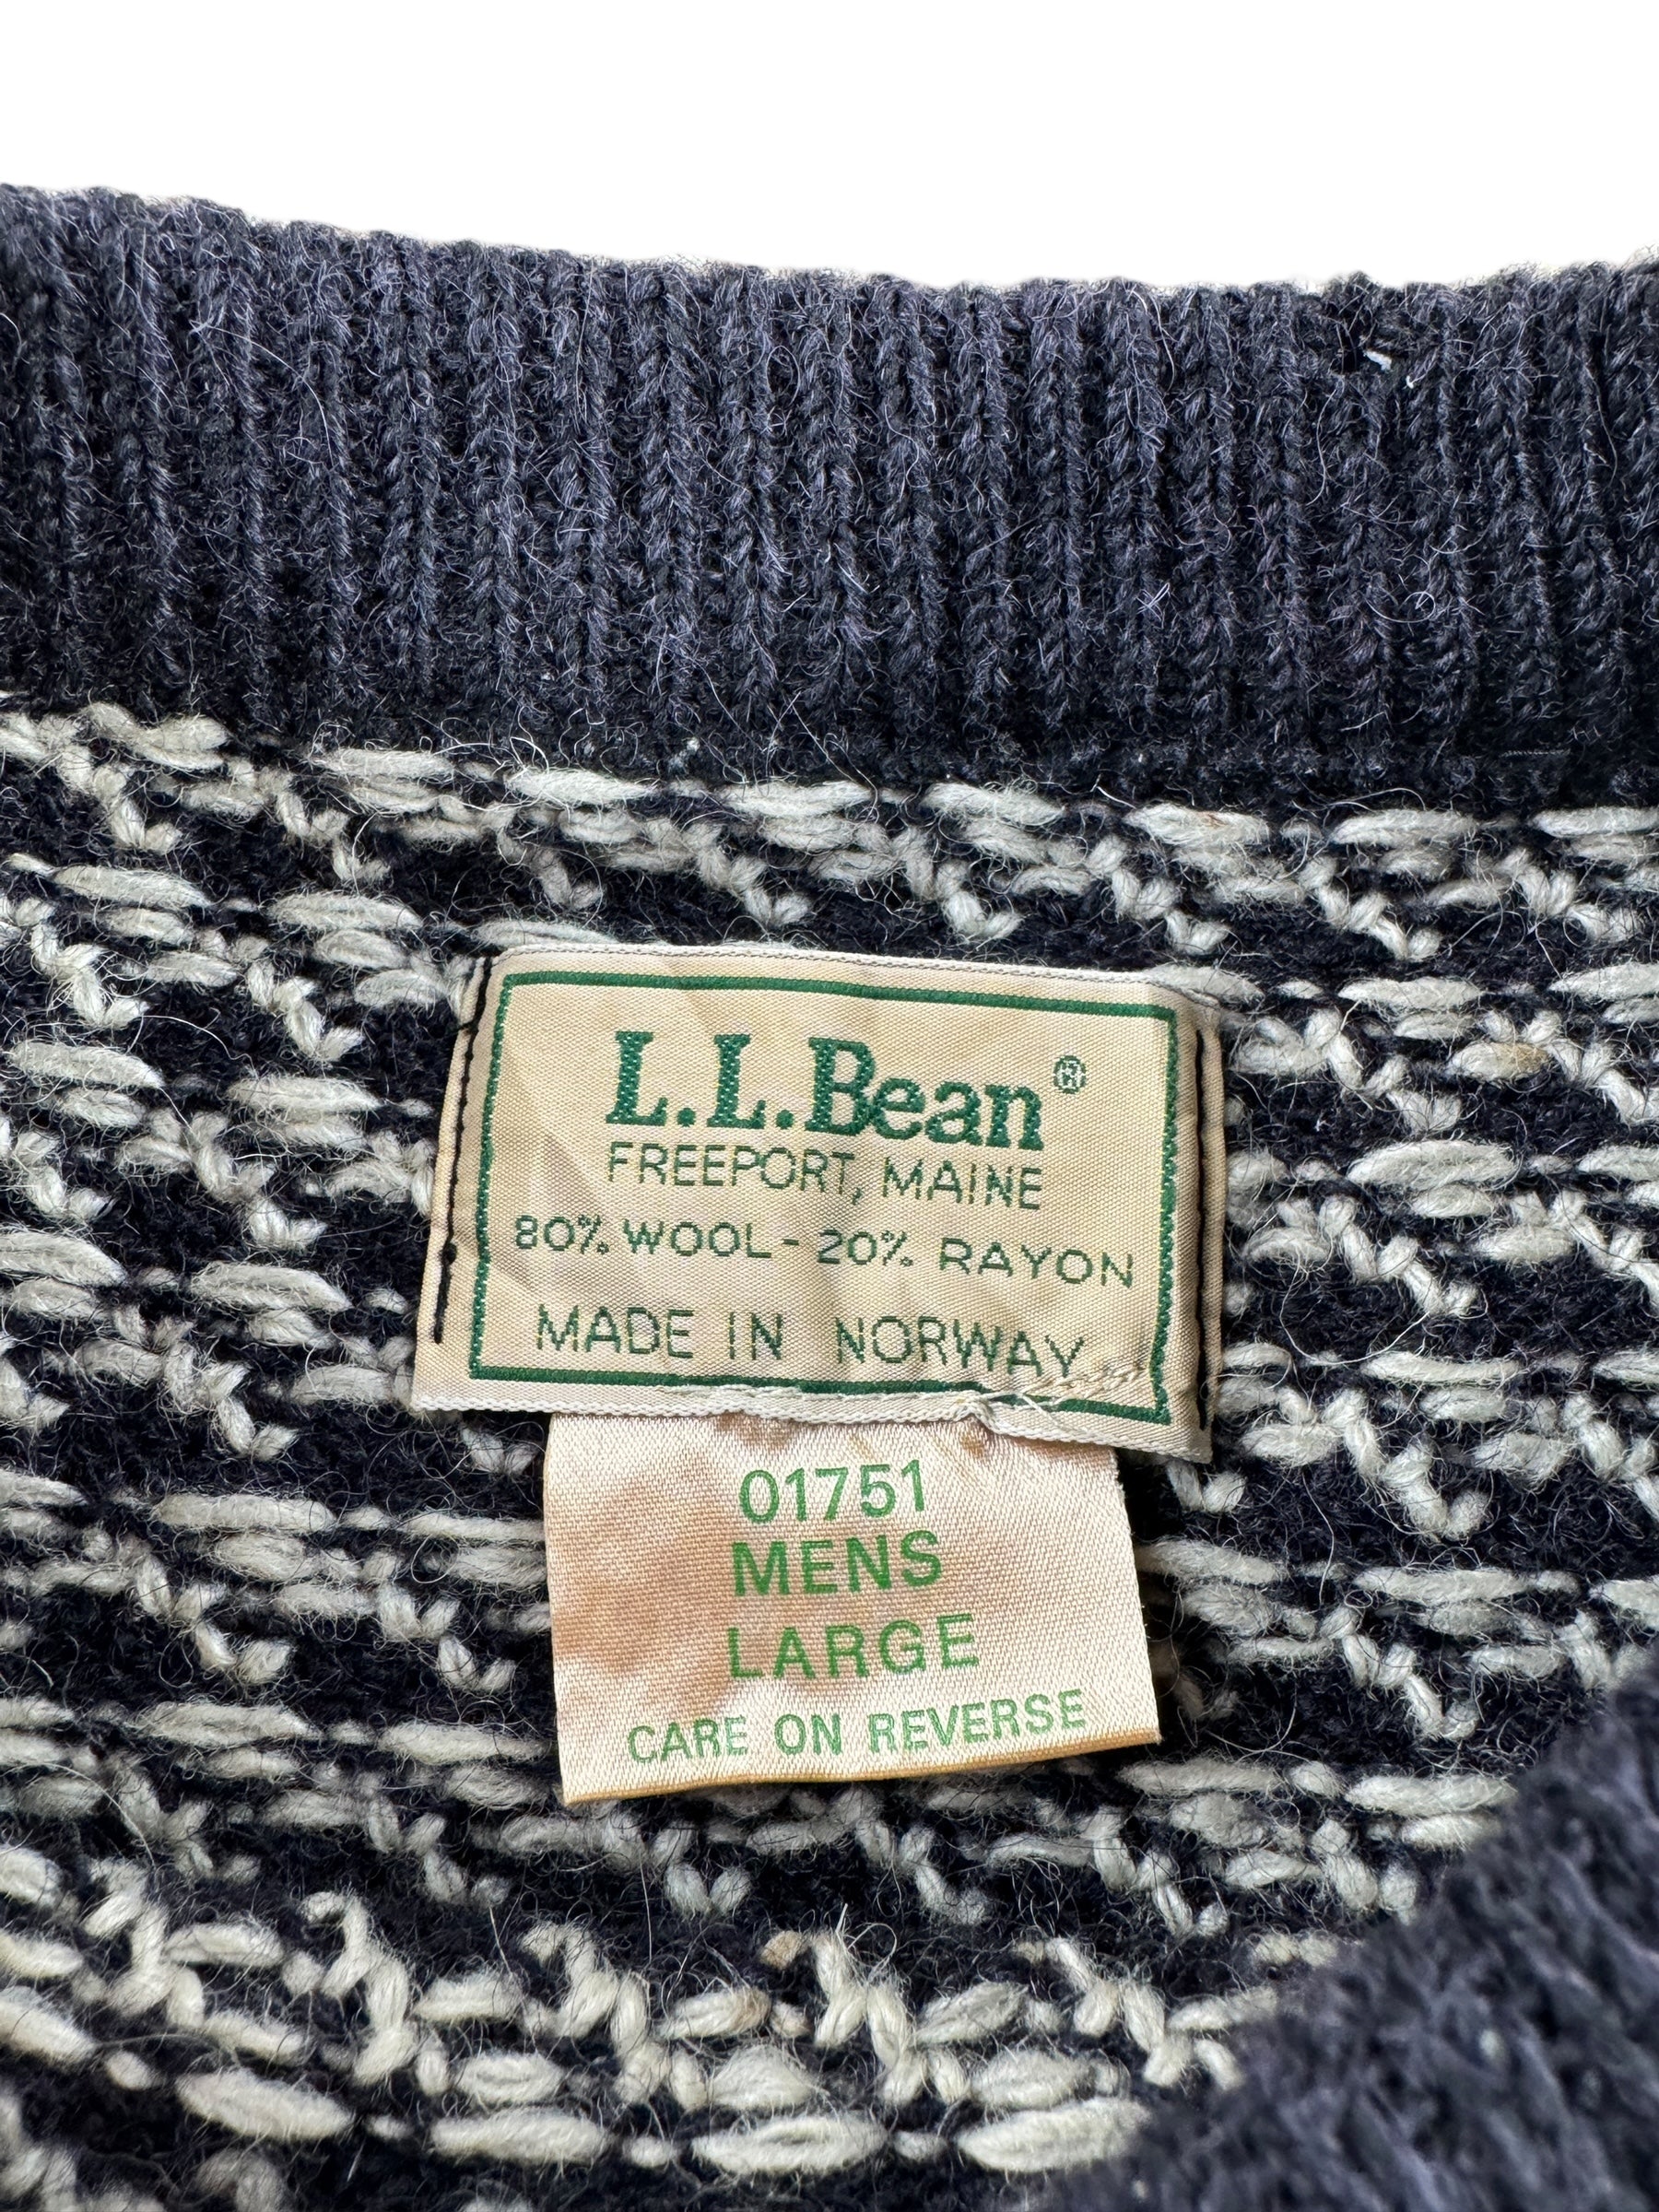 L.L.Bean®
FREEPORT, MAINE
80% WOOL - 20% RAYON
MADE IN NORWAY
01751
MENS
LARGE
CARE ON REVERSE